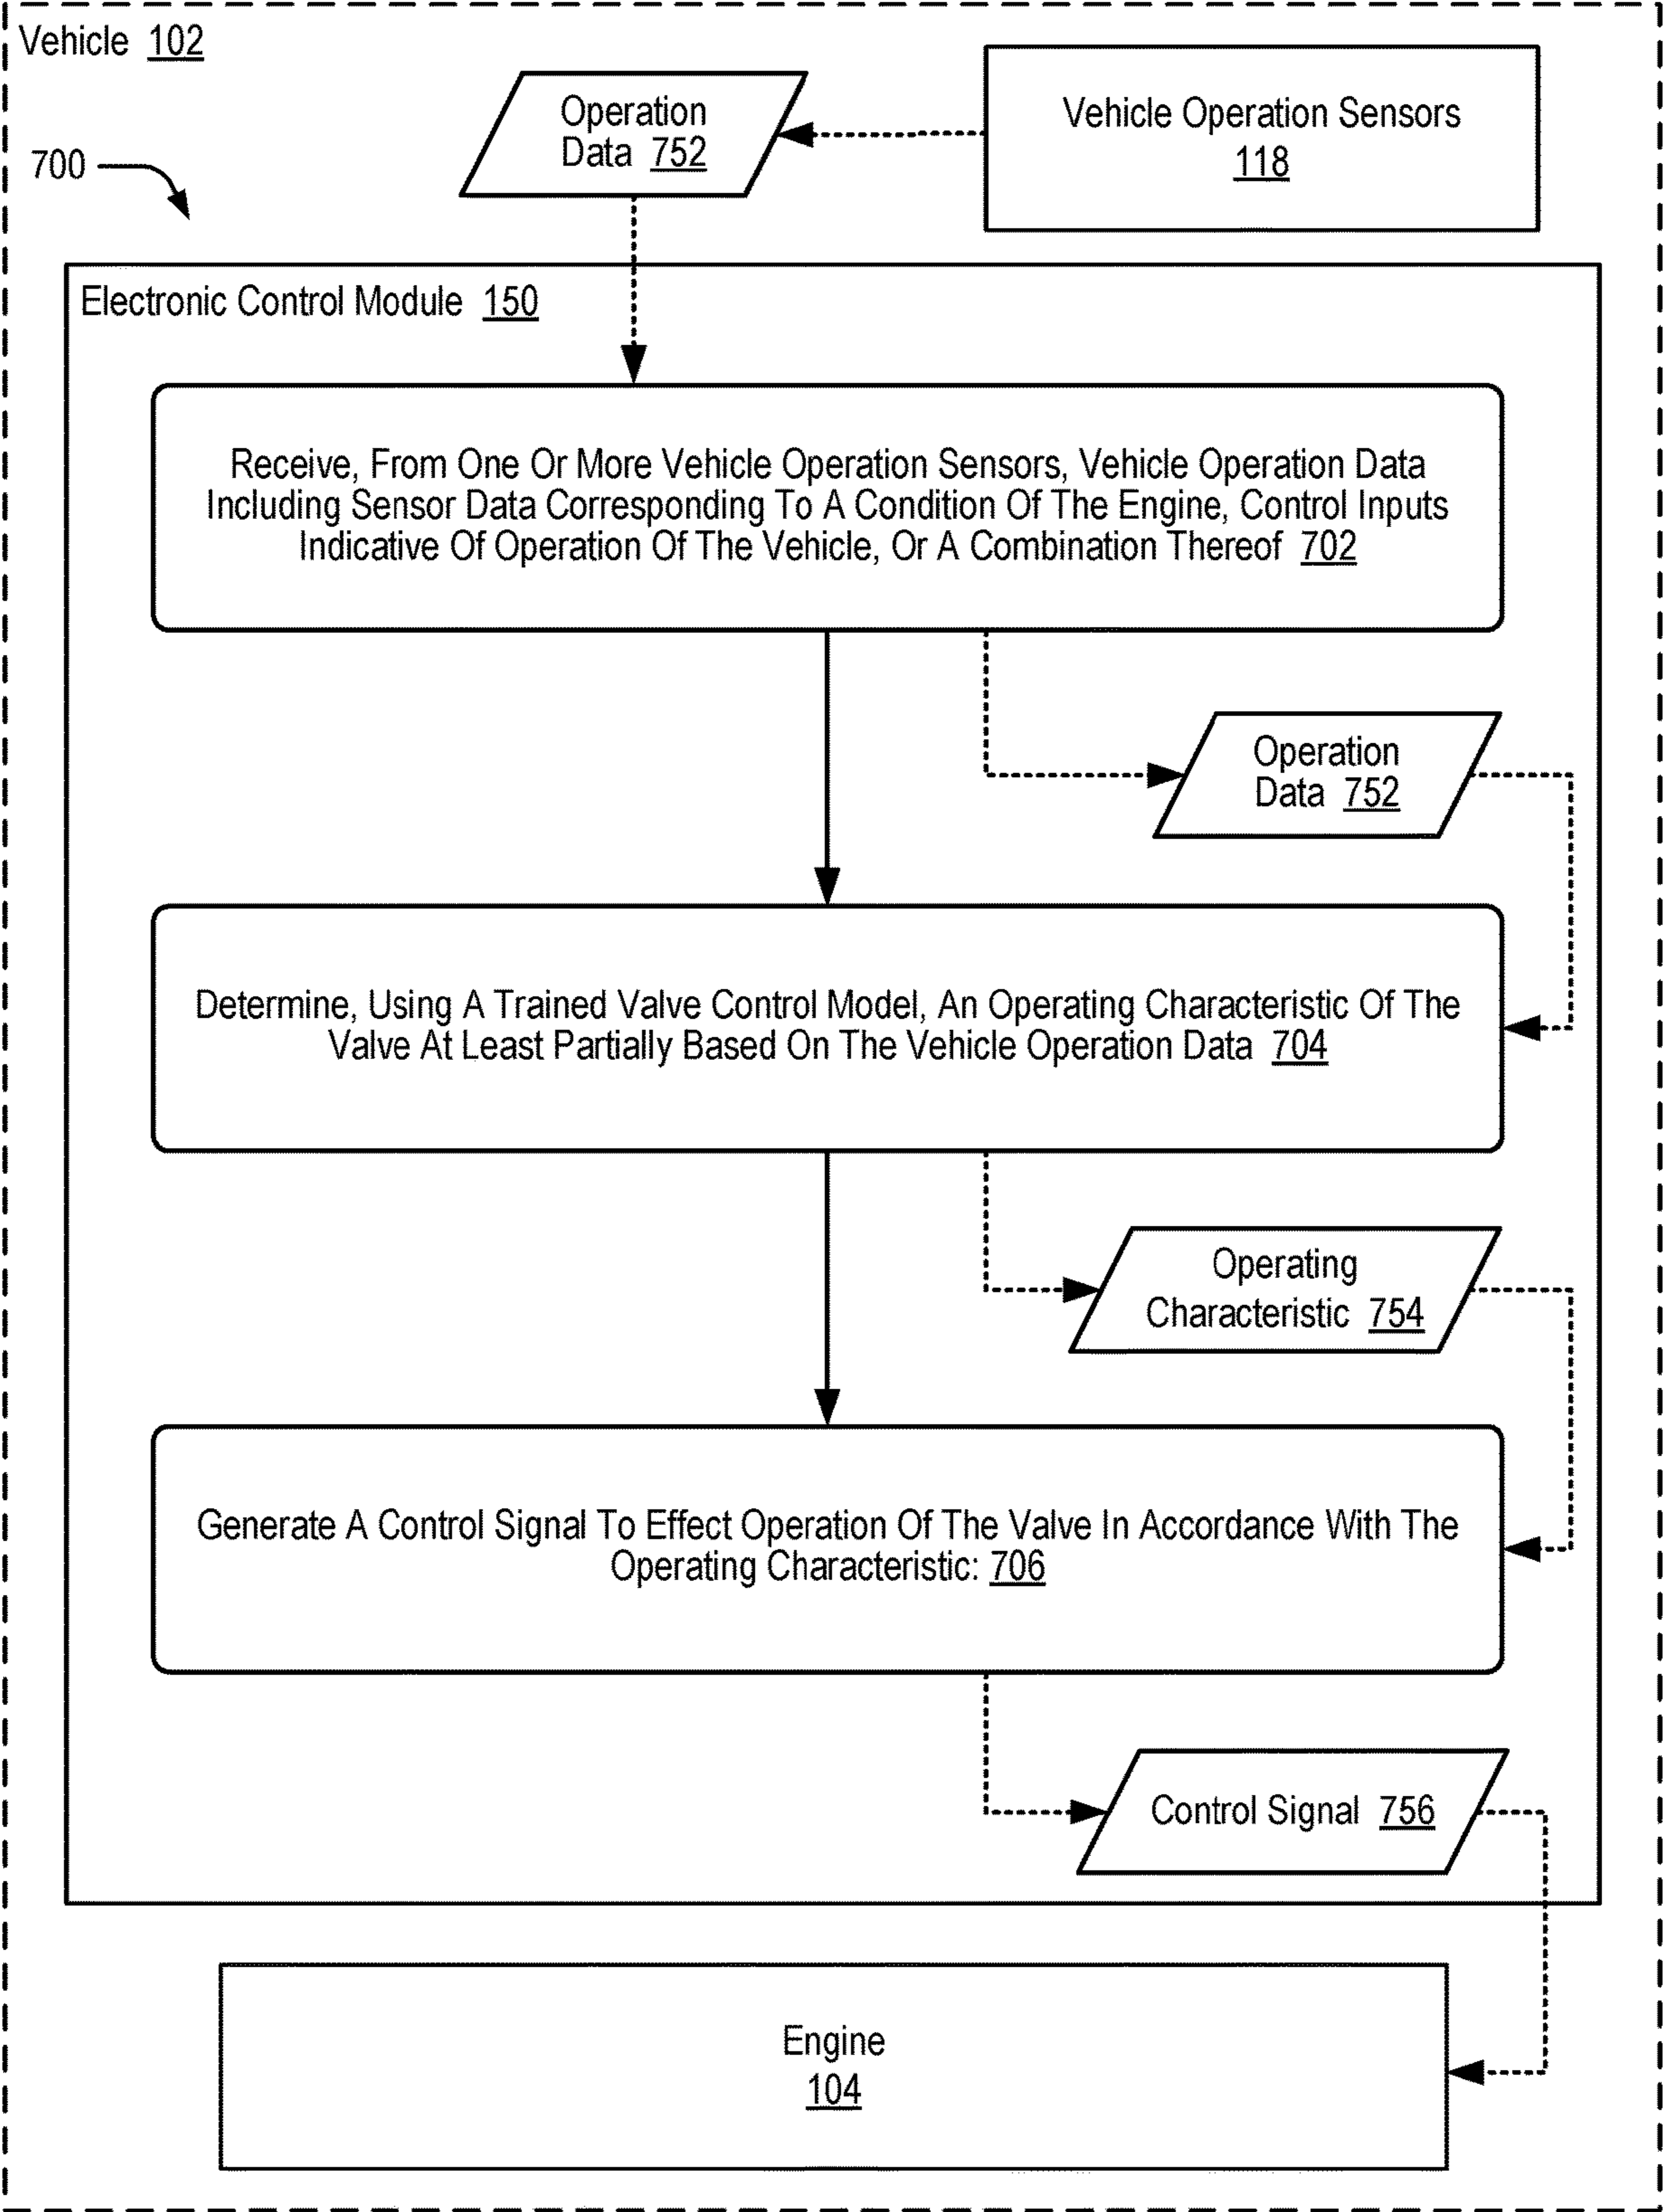 Vehicle 102
Operation
Data 752
Vehicle Operation Sensors
118
700
Electronic Control Module 150
Receive, From One Or More Vehicle Operation Sensors, Vehicle Operation Data
Including Sensor Data Corresponding To A Condition Of The Engine, Control Inputs
Indicative Of Operation Of The Vehicle, Or A Combination Thereof 702
Operation
Data 752
Determine, Using A Trained Valve Control Model, An Operating Characteristic Of The
Valve At Least Partially Based On The Vehicle Operation Data 704
Operating
Characteristic 754
Generate A Control Signal To Effect Operation Of The Valve In Accordance With The
Operating Characteristic: 706
Control Signal 756
Engine
104